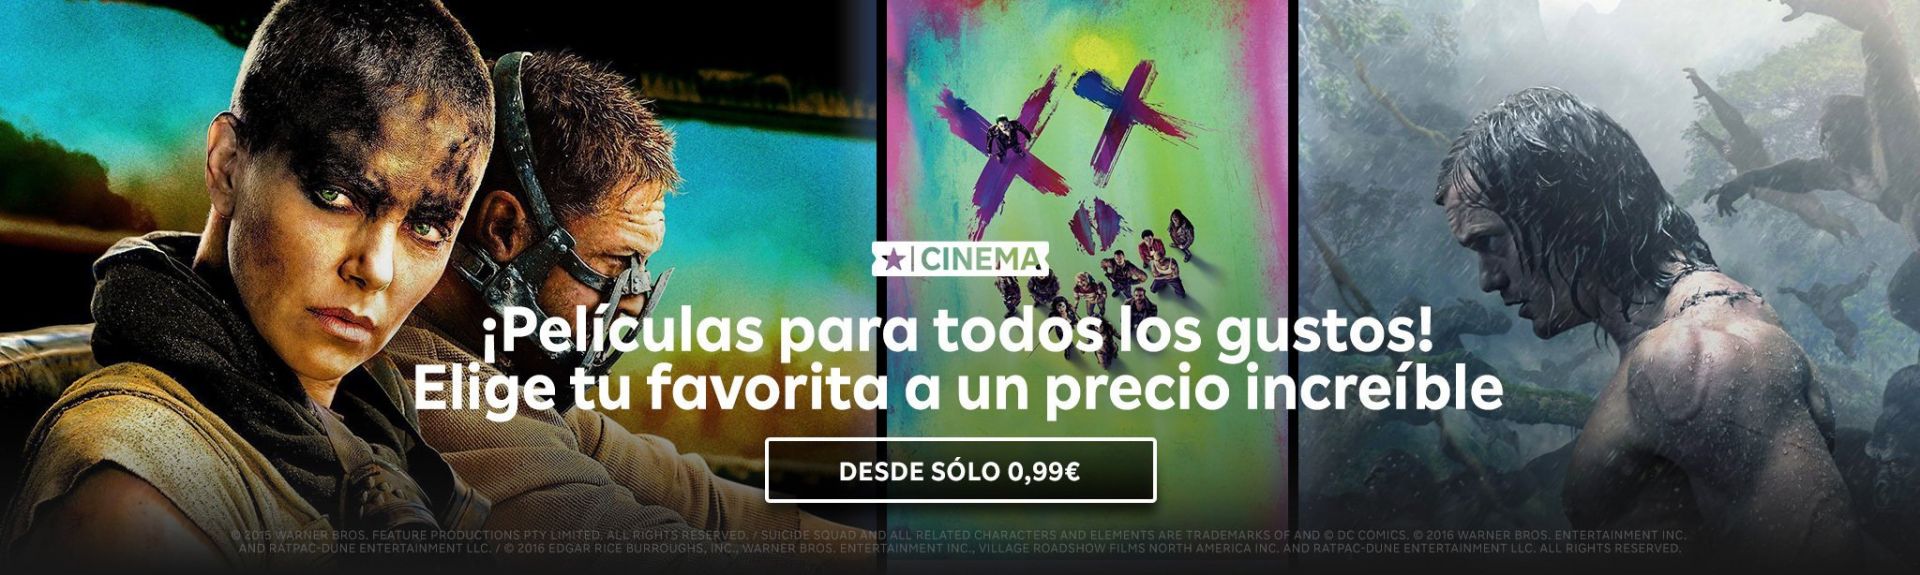 CINEMA
¡Películas para todos los gustos!
Elige tu favorita a un precio increíble
DESDE SÓLO 0,99€
© 2015 WARNER BROS. FEATURE PRODUCTIONS PTY LIMITED. ALL RIGHTS RESERVED. / SUICIDE SQUAD AND ALL RELATED CHARACTERS AND ELEMENTS ARE TRADEMARKS OF AND © DC COMICS. © 2016 WARNER BROS. ENTERTAINMENT INC.
AND RATPAC-DUNE ENTERTAINMENT LLC. / © 2016 EDGAR RICE BURROUGHS, INC., WARNER BROS. ENTERTAINMENT INC., VILLAGE ROADSHOW FILMS NORTH AMERICA INC. AND RATPAC-DUNE ENTERTAINMENT LLC. ALL RIGHTS RESERVED.